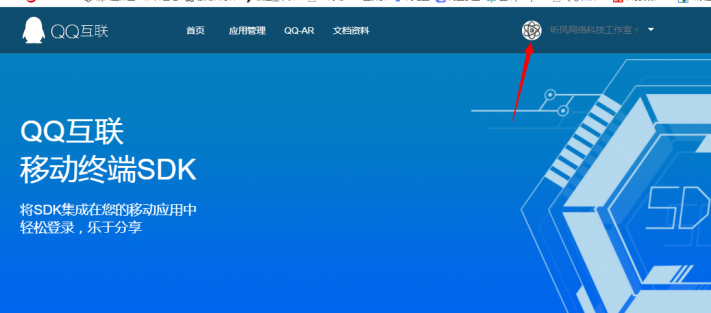 QQ互联
首页 应用管理 QQ-AR 文档资料
听风网络科技工作室
QQ互联
移动终端SDK
将SDK集成在您的移动应用中
轻松登录，乐于分享